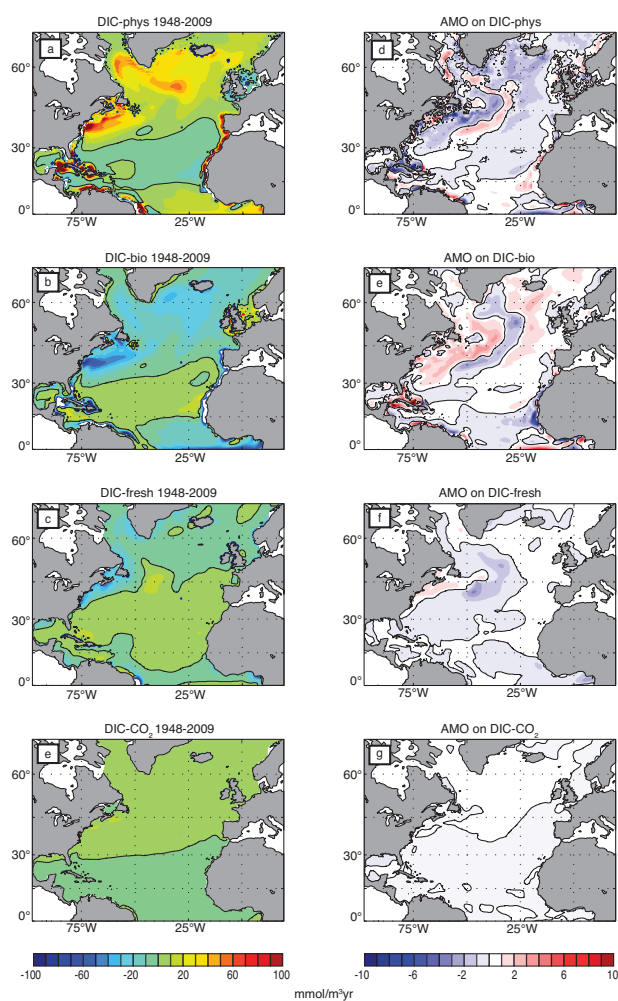 DIC-phys 1948-2009
AMO on DIC-phys
a
d
60°
30°
0°
75°W
25°W
60°
30°
0°
75°W
25°W
DIC-bio 1948-2009
AMO on DIC-bio
b
e
60°
30°
0°
75°W
25°W
60°
30°
0°
75°W
25°W
DIC-fresh 1948-2009
AMO on DIC-fresh
c
f
60°
30°
0°
75°W
25°W
60°
30°
0°
75°W
25°W
DIC-CO₂ 1948-2009
AMO on DIC-CO₂
e
g
60°
30°
0°
75°W
25°W
60°
30°
0°
75°W
25°W
-100 -60 -20 20 60 100
-10 -6 -2 2 6 10
mmol/m³yr